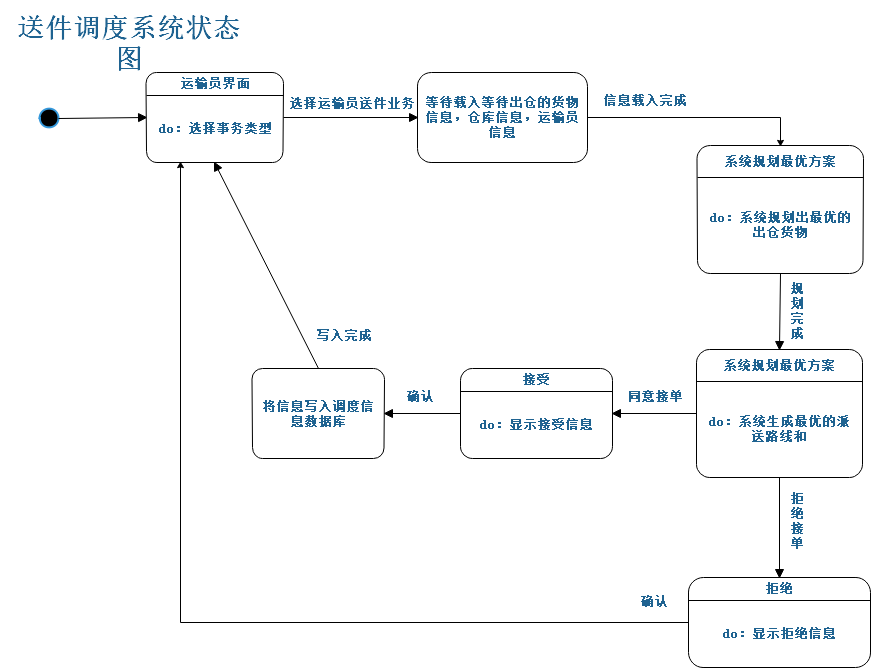 送件调度系统状态
图
运输员界面
do：选择事务类型
选择运输员送件业务
等待载入等待出仓的货物
信息，仓库信息，运输员
信息
信息载入完成
系统规划最优方案
do：系统规划出最优的
出仓货物
规
划
完
成
系统规划最优方案
do：系统生成最优的派
送路线和
同意接单
接受
do：显示接受信息
确认
将信息写入调度信
息数据库
写入完成
拒
绝
接
单
拒绝
do：显示拒绝信息
确认